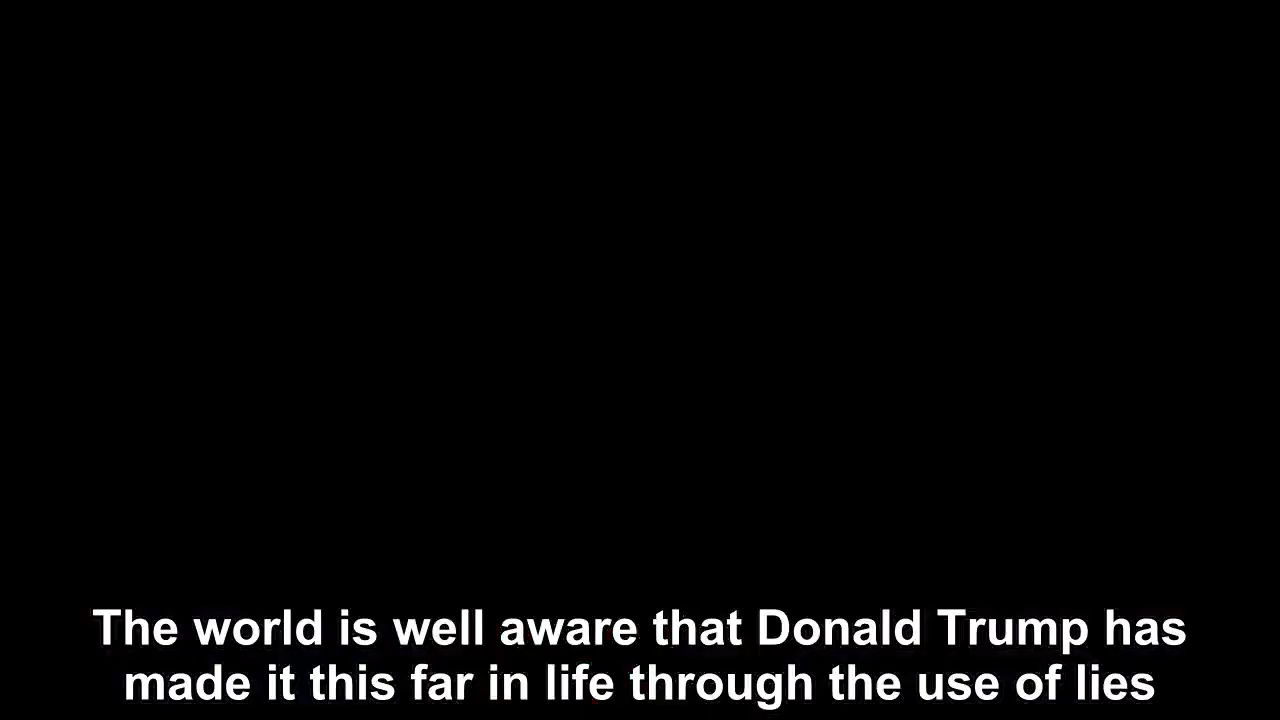 The world is well aware that Donald Trump has
made it this far in life through the use of lies